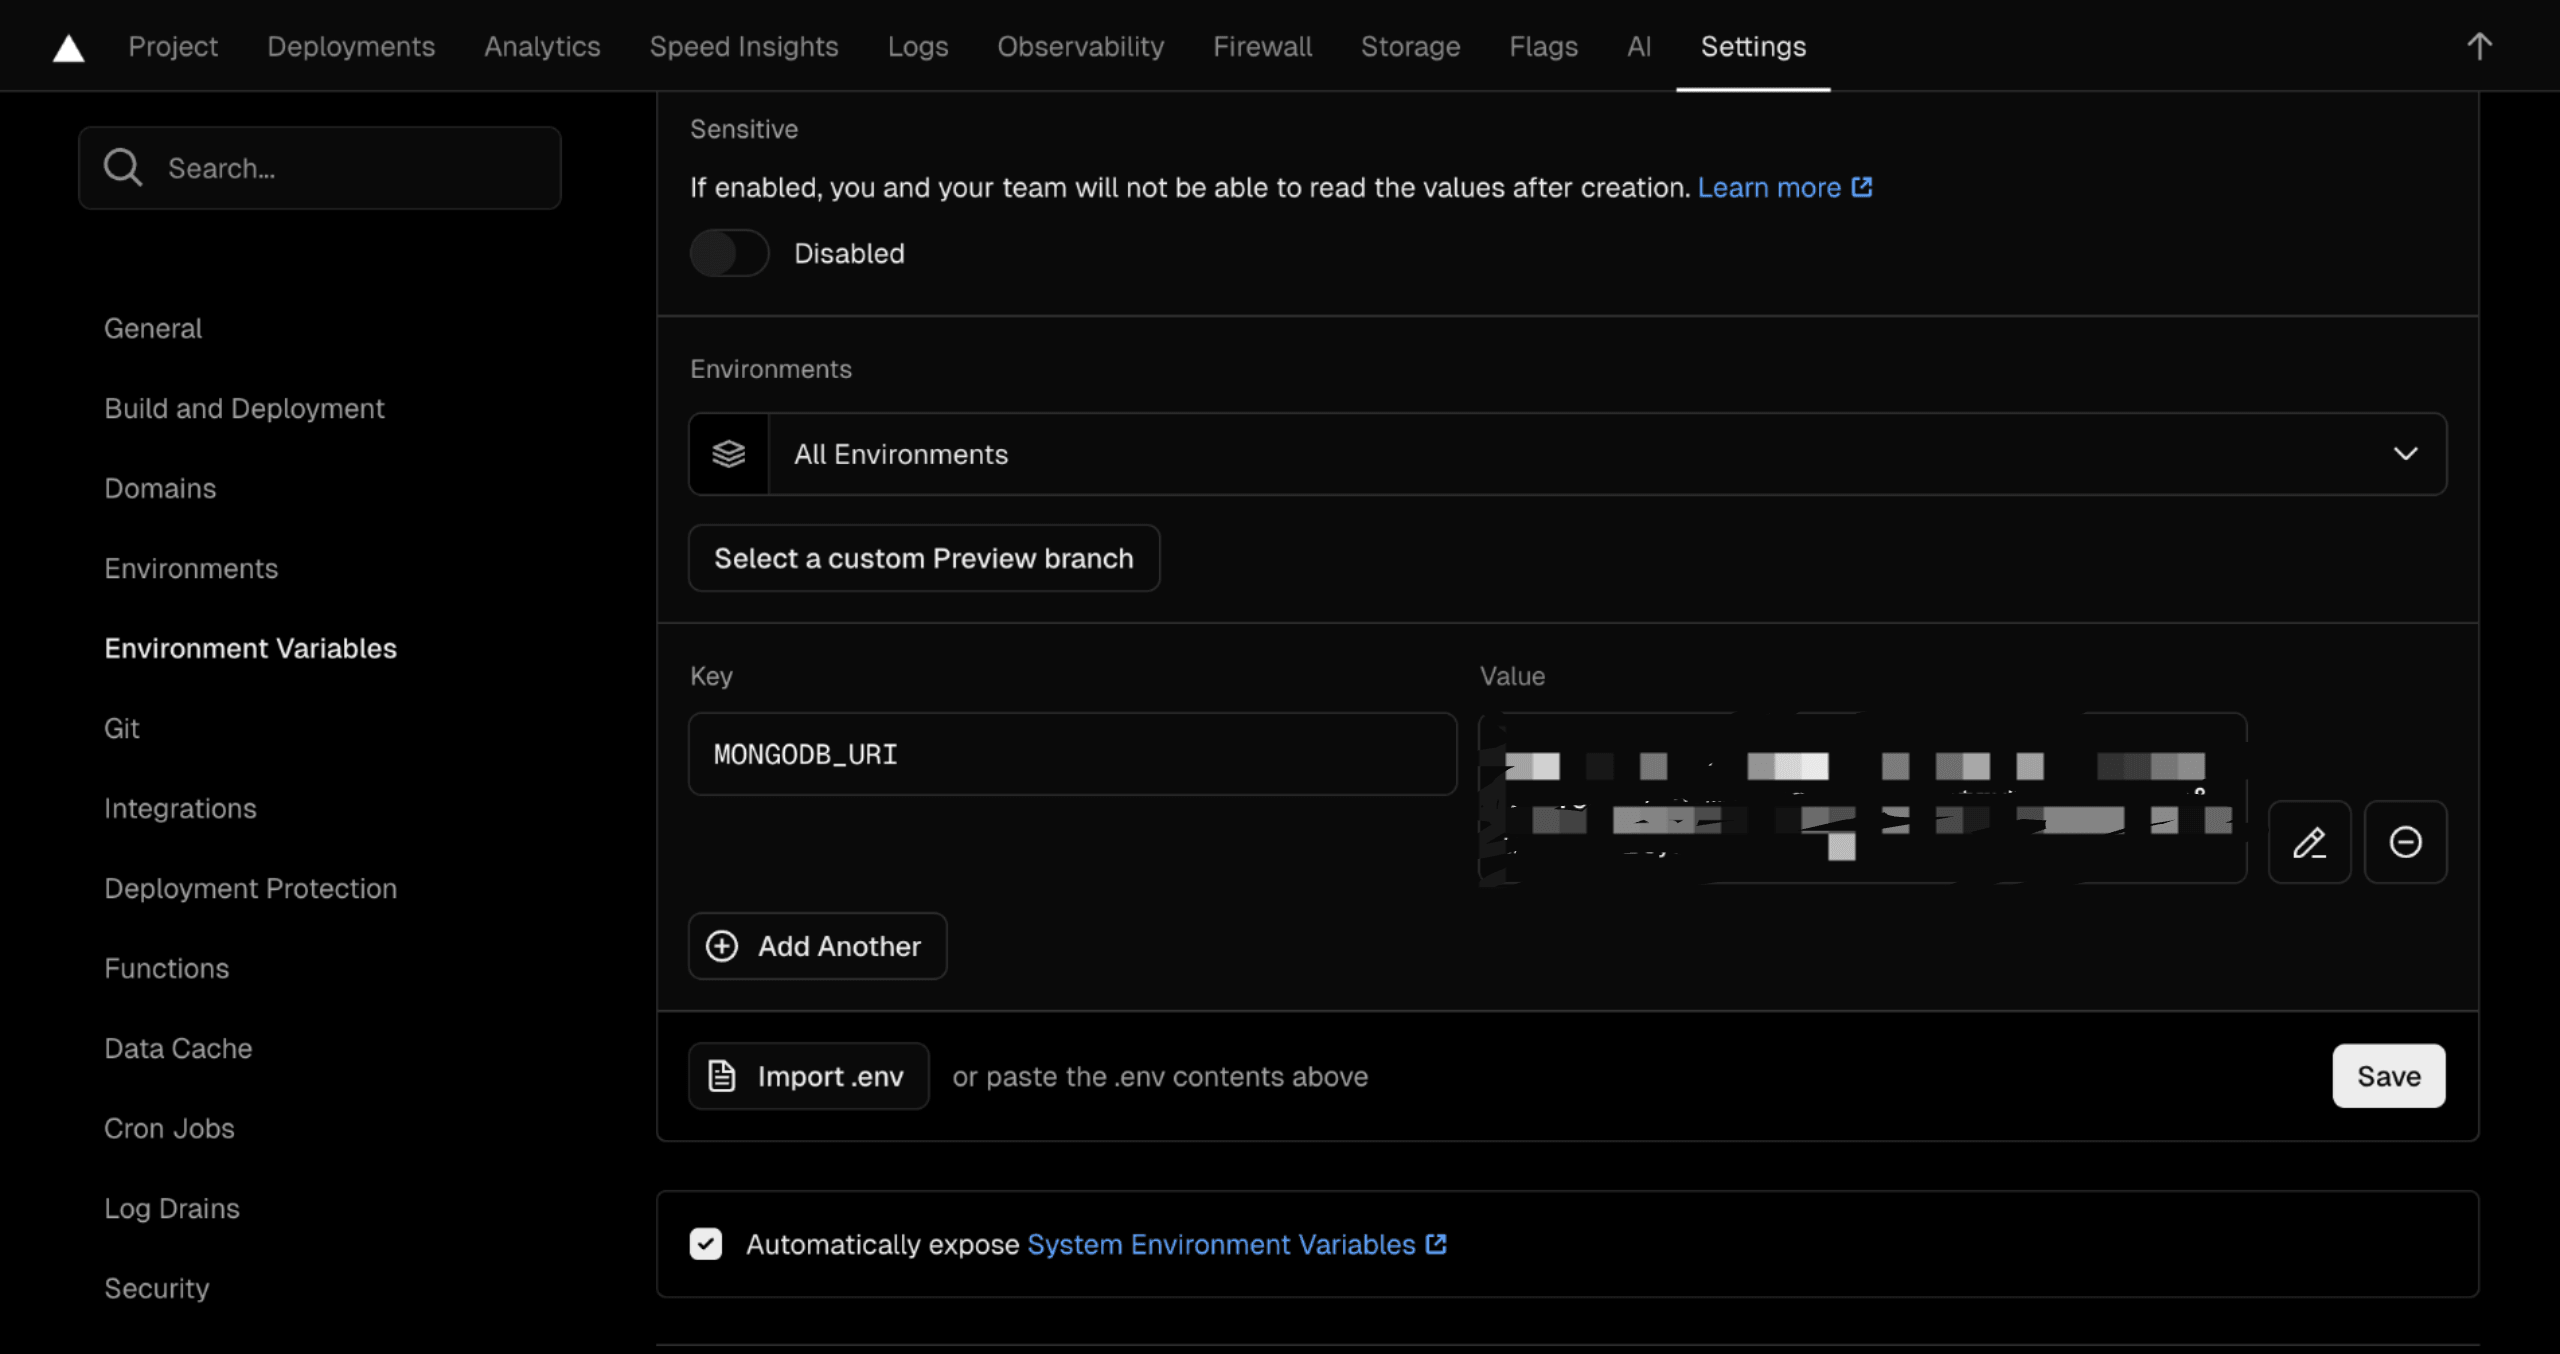 Project Deployments Analytics Speed Insights Logs Observability Firewall Storage Flags AI Settings
Search...
General
Build and Deployment
Domains
Environments
Environment Variables
Git
Integrations
Deployment Protection
Functions
Data Cache
Cron Jobs
Log Drains
Security
Sensitive
If enabled, you and your team will not be able to read the values after creation. Learn more
Disabled
Environments
All Environments
Select a custom Preview branch
Key Value
MONGODB_URI
Add Another
Import .env or paste the .env contents above Save
Automatically expose System Environment Variables